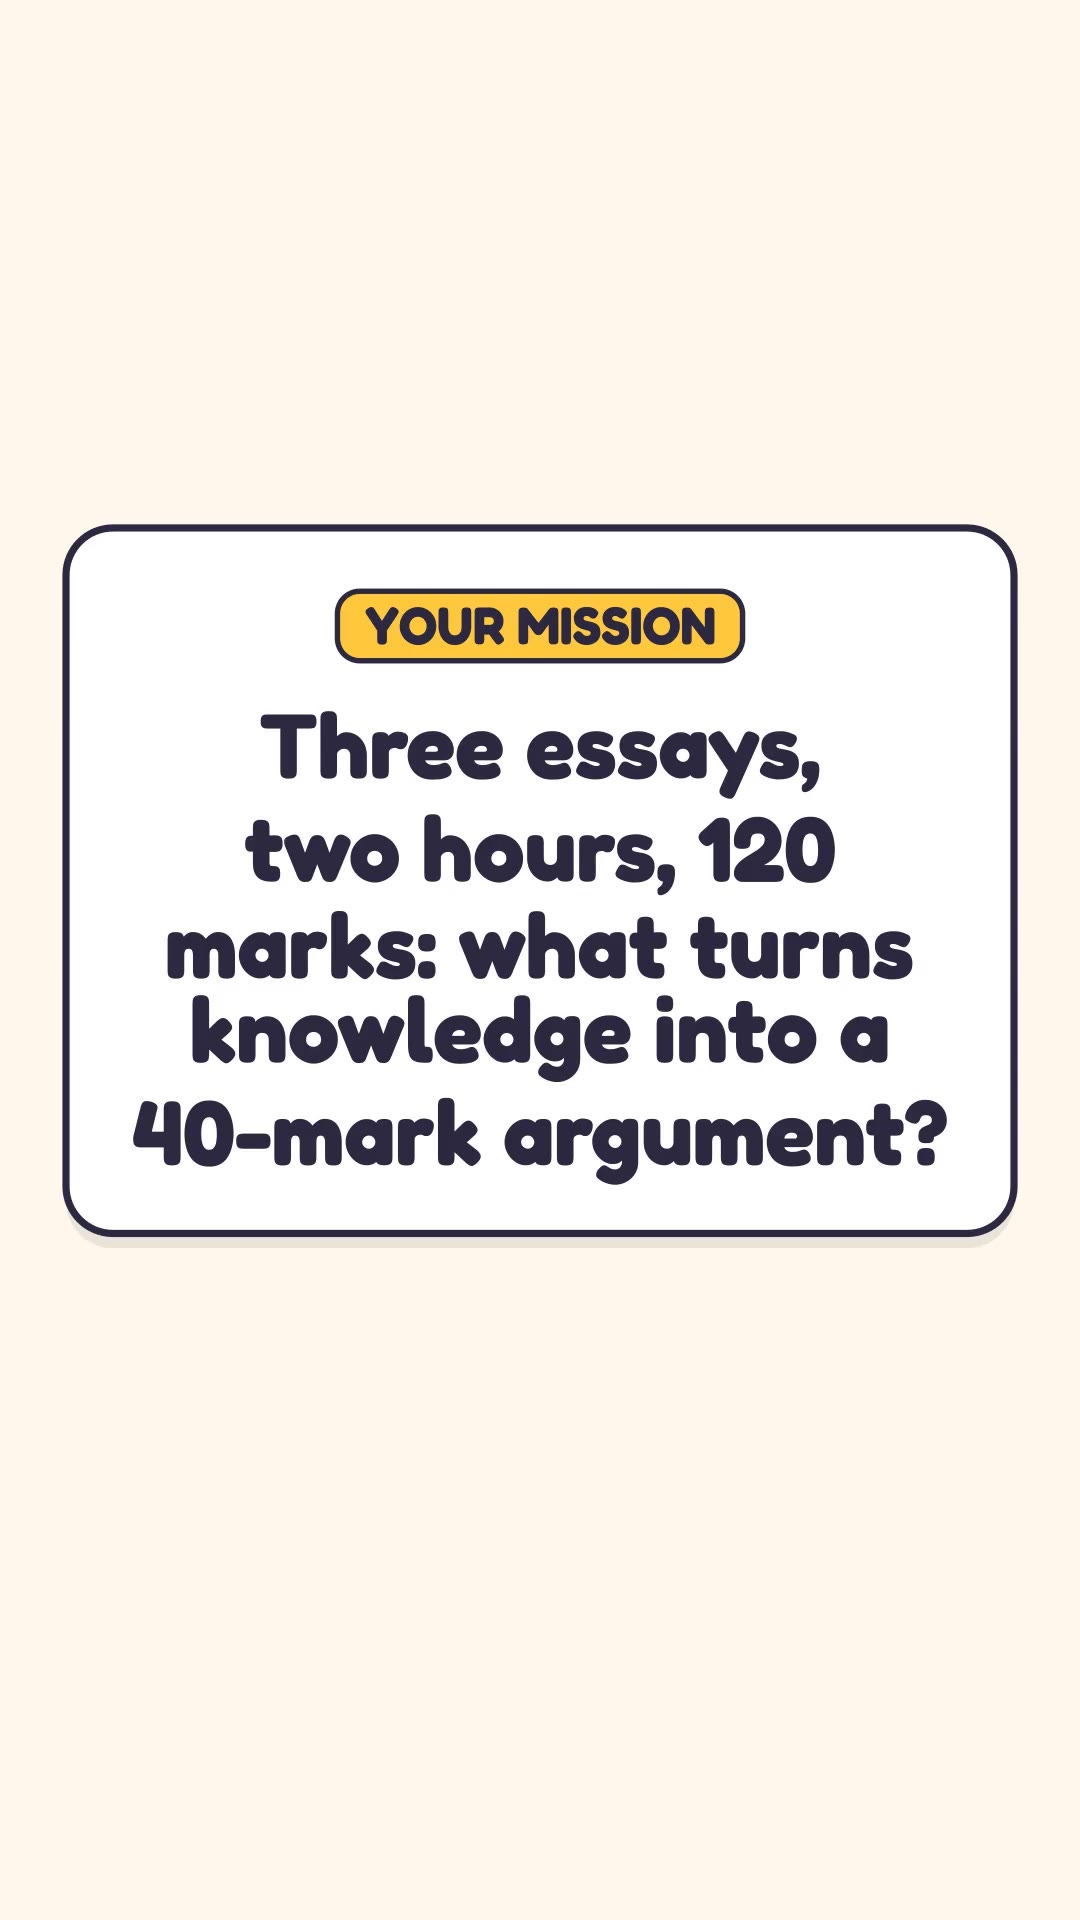 YOUR MISSION
Three essays,
two hours, 120
marks: what turns
knowledge into a
40-mark argument?